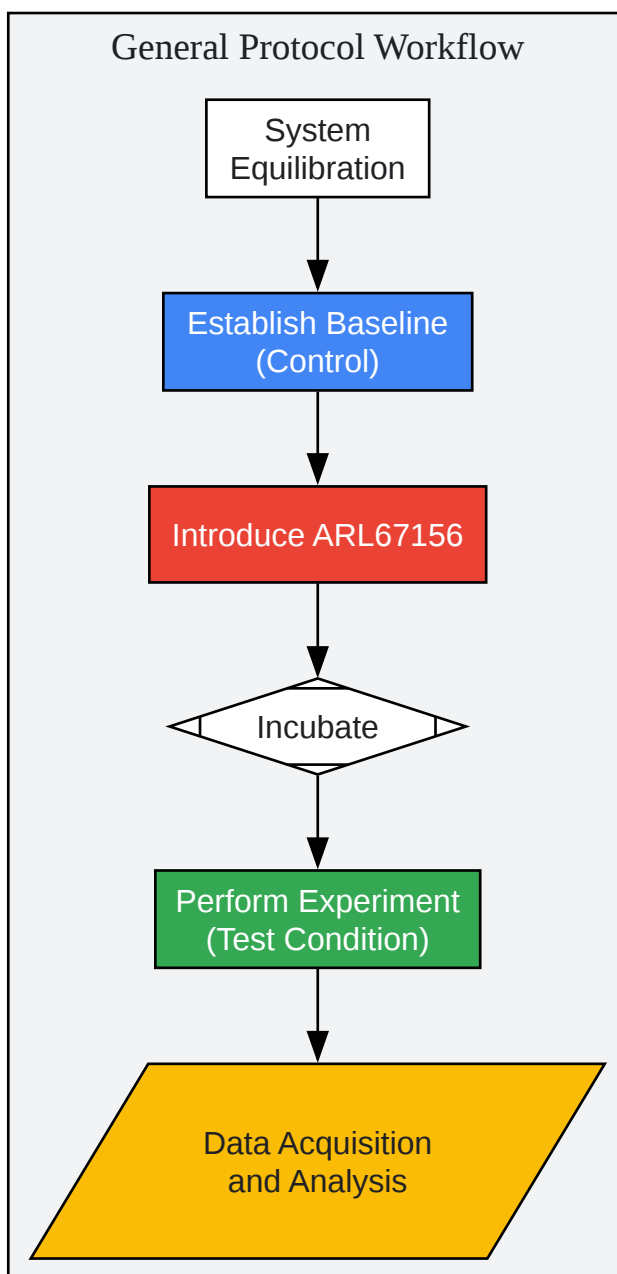 General Protocol Workflow
System
Equilibration
Establish Baseline
(Control)
Introduce ARL67156
Incubate
Perform Experiment
(Test Condition)
Data Acquisition
and Analysis